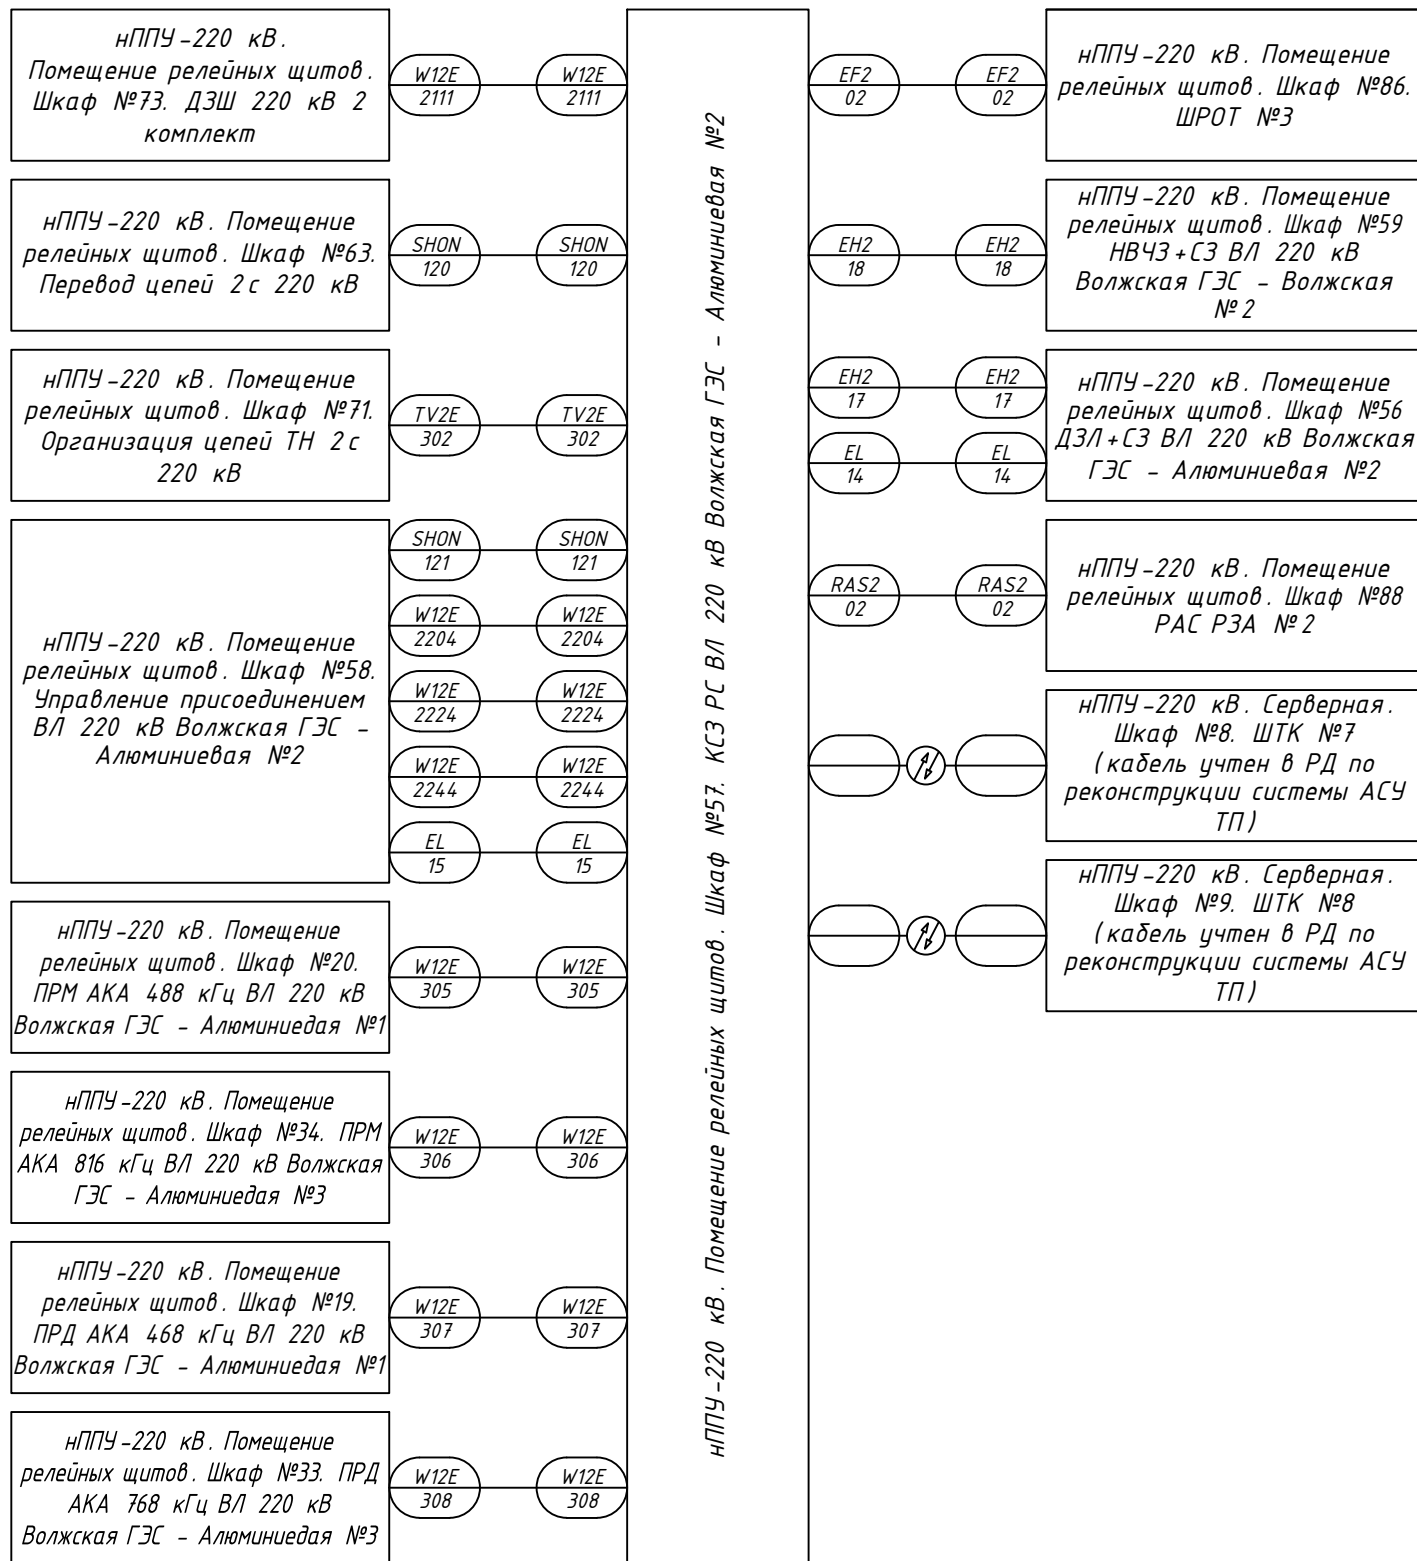 нППУ-220 кВ.
Помещение релейных щитов.
Шкаф №73. ДЗШ 220 кВ 2
комплект
W12E
2111
W12E
2111
нППУ-220 кВ. Помещение
релейных щитов. Шкаф №63.
Перевод цепей 2с 220 кВ
SHON
120
SHON
120
нППУ-220 кВ. Помещение
релейных щитов. Шкаф №71.
Организация цепей ТН 2с
220 кВ
TV2E
302
TV2E
302
нППУ-220 кВ. Помещение
релейных щитов. Шкаф №58.
Управление присоединением
ВЛ 220 кВ Волжская ГЭС -
Алюминиевая №2
SHON
121
SHON
121
W12E
2204
W12E
2204
W12E
2224
W12E
2224
W12E
2244
W12E
2244
EL
15
EL
15
нППУ-220 кВ. Помещение
релейных щитов. Шкаф №20.
ПРМ АКА 488 кГц ВЛ 220 кВ
Волжская ГЭС - Алюминиедая №1
W12E
305
W12E
305
нППУ-220 кВ. Помещение
релейных щитов. Шкаф №34. ПРМ
АКА 816 кГц ВЛ 220 кВ Волжская
ГЭС - Алюминиедая №3
W12E
306
W12E
306
нППУ-220 кВ. Помещение
релейных щитов. Шкаф №19.
ПРД АКА 468 кГц ВЛ 220 кВ
Волжская ГЭС - Алюминиедая №1
W12E
307
W12E
307
нППУ-220 кВ. Помещение
релейных щитов. Шкаф №33. ПРД
АКА 768 кГц ВЛ 220 кВ
Волжская ГЭС - Алюминиедая №3
W12E
308
W12E
308
нППУ-220 кВ. Помещение релейных щитов. Шкаф №57. КСЗ РС ВЛ 220 кВ Волжская ГЭС - Алюминиевая №2
EF2
02
EF2
02
нППУ-220 кВ. Помещение
релейных щитов. Шкаф №86.
ШРОТ №3
EH2
18
EH2
18
нППУ-220 кВ. Помещение
релейных щитов. Шкаф №59
НВЧЗ+СЗ ВЛ 220 кВ
Волжская ГЭС - Волжская
№2
EH2
17
EH2
17
EL
14
EL
14
нППУ-220 кВ. Помещение
релейных щитов. Шкаф №56
ДЗЛ+СЗ ВЛ 220 кВ Волжская
ГЭС - Алюминиевая №2
RAS2
02
RAS2
02
нППУ-220 кВ. Помещение
релейных щитов. Шкаф №88
РАС РЗА №2
нППУ-220 кВ. Серверная.
Шкаф №8. ШТК №7
(кабель учтен в РД по
реконструкции системы АСУ
ТП)
нППУ-220 кВ. Серверная.
Шкаф №9. ШТК №8
(кабель учтен в РД по
реконструкции системы АСУ
ТП)